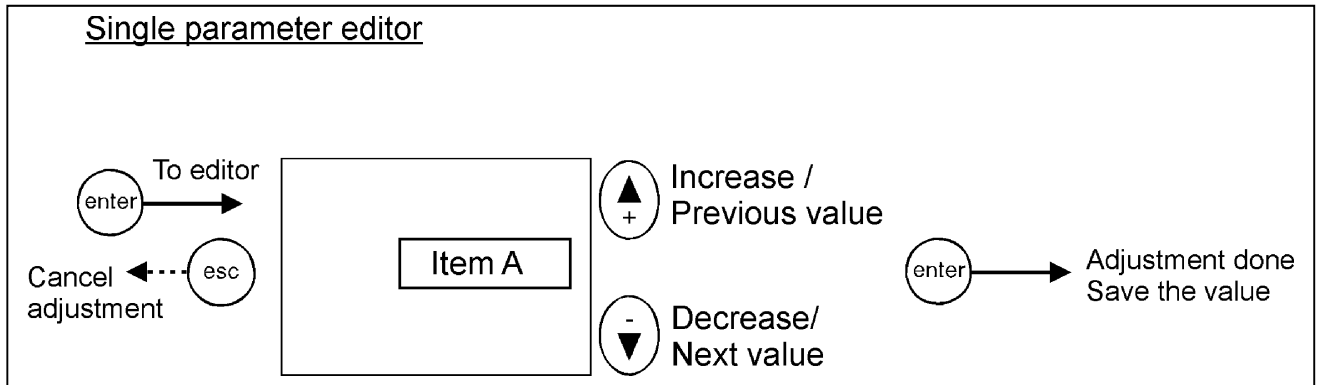 Single parameter editor
enter
To editor
esc
Cancel
adjustment
Item A
+
Increase /
Previous value
-
Decrease/
Next value
enter
Adjustment done
Save the value